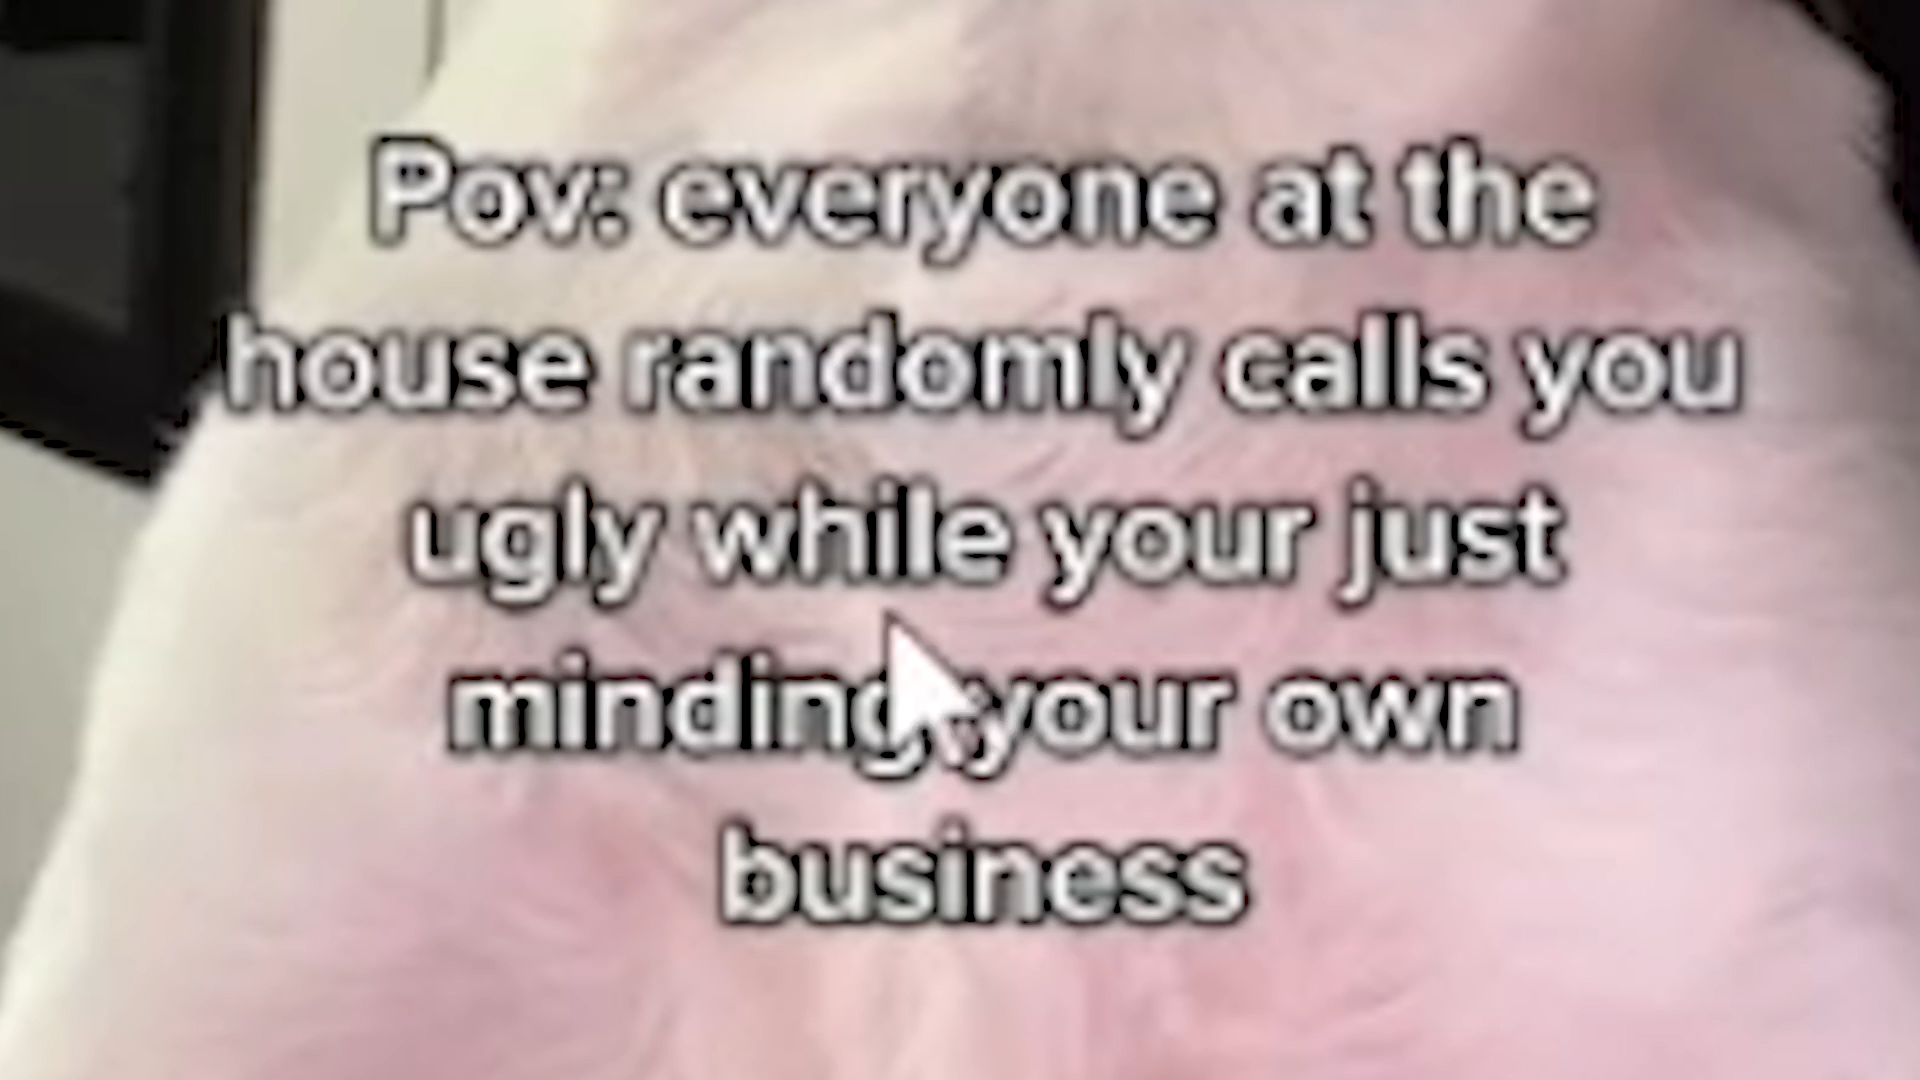 Pov: everyone at the
house randomly calls you
ugly while your just
minding your own
business